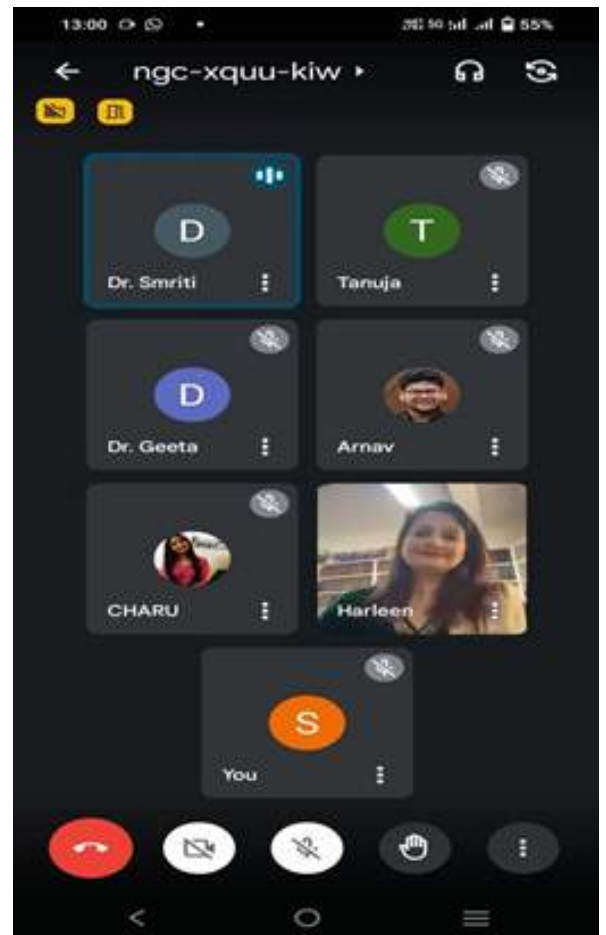 13:00 55%
ngc-xquu-kiw
D T
Dr. Smriti Tanuja
D
Dr. Geeta Arnav
CHARU Harleen
S
You